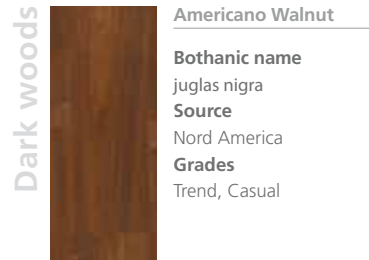 Dark woods
Americano Walnut
Bothanic name
juglas nigra
Source
Nord America
Grades
Trend, Casual